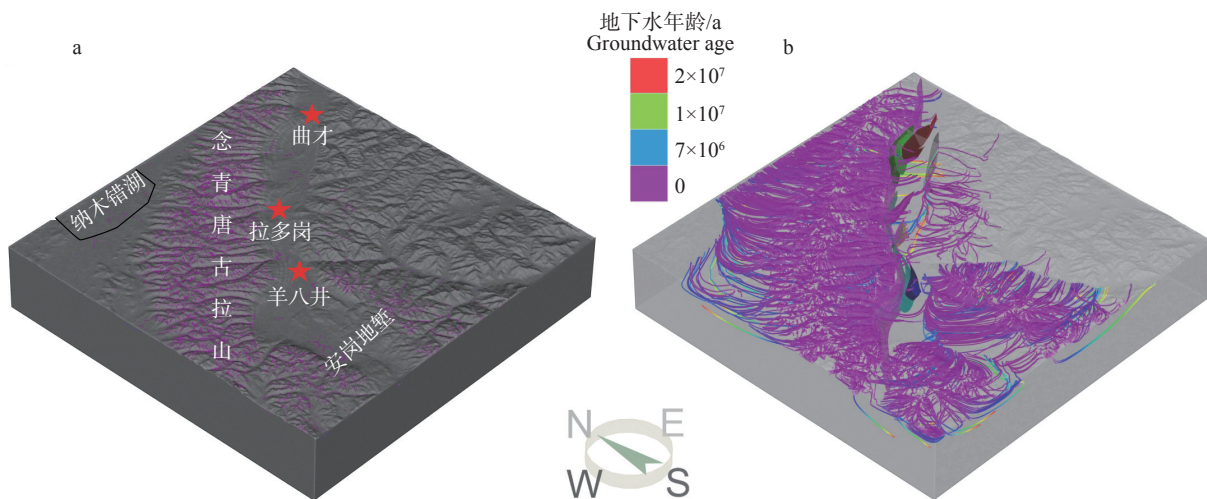 a
地下水年龄/a
Groundwater age
2×10⁷
1×10⁷
7×10⁶
0
b
曲才
念青唐古拉山
纳木错湖
拉多岗
羊八井
安岗地堑
N
E
W
S